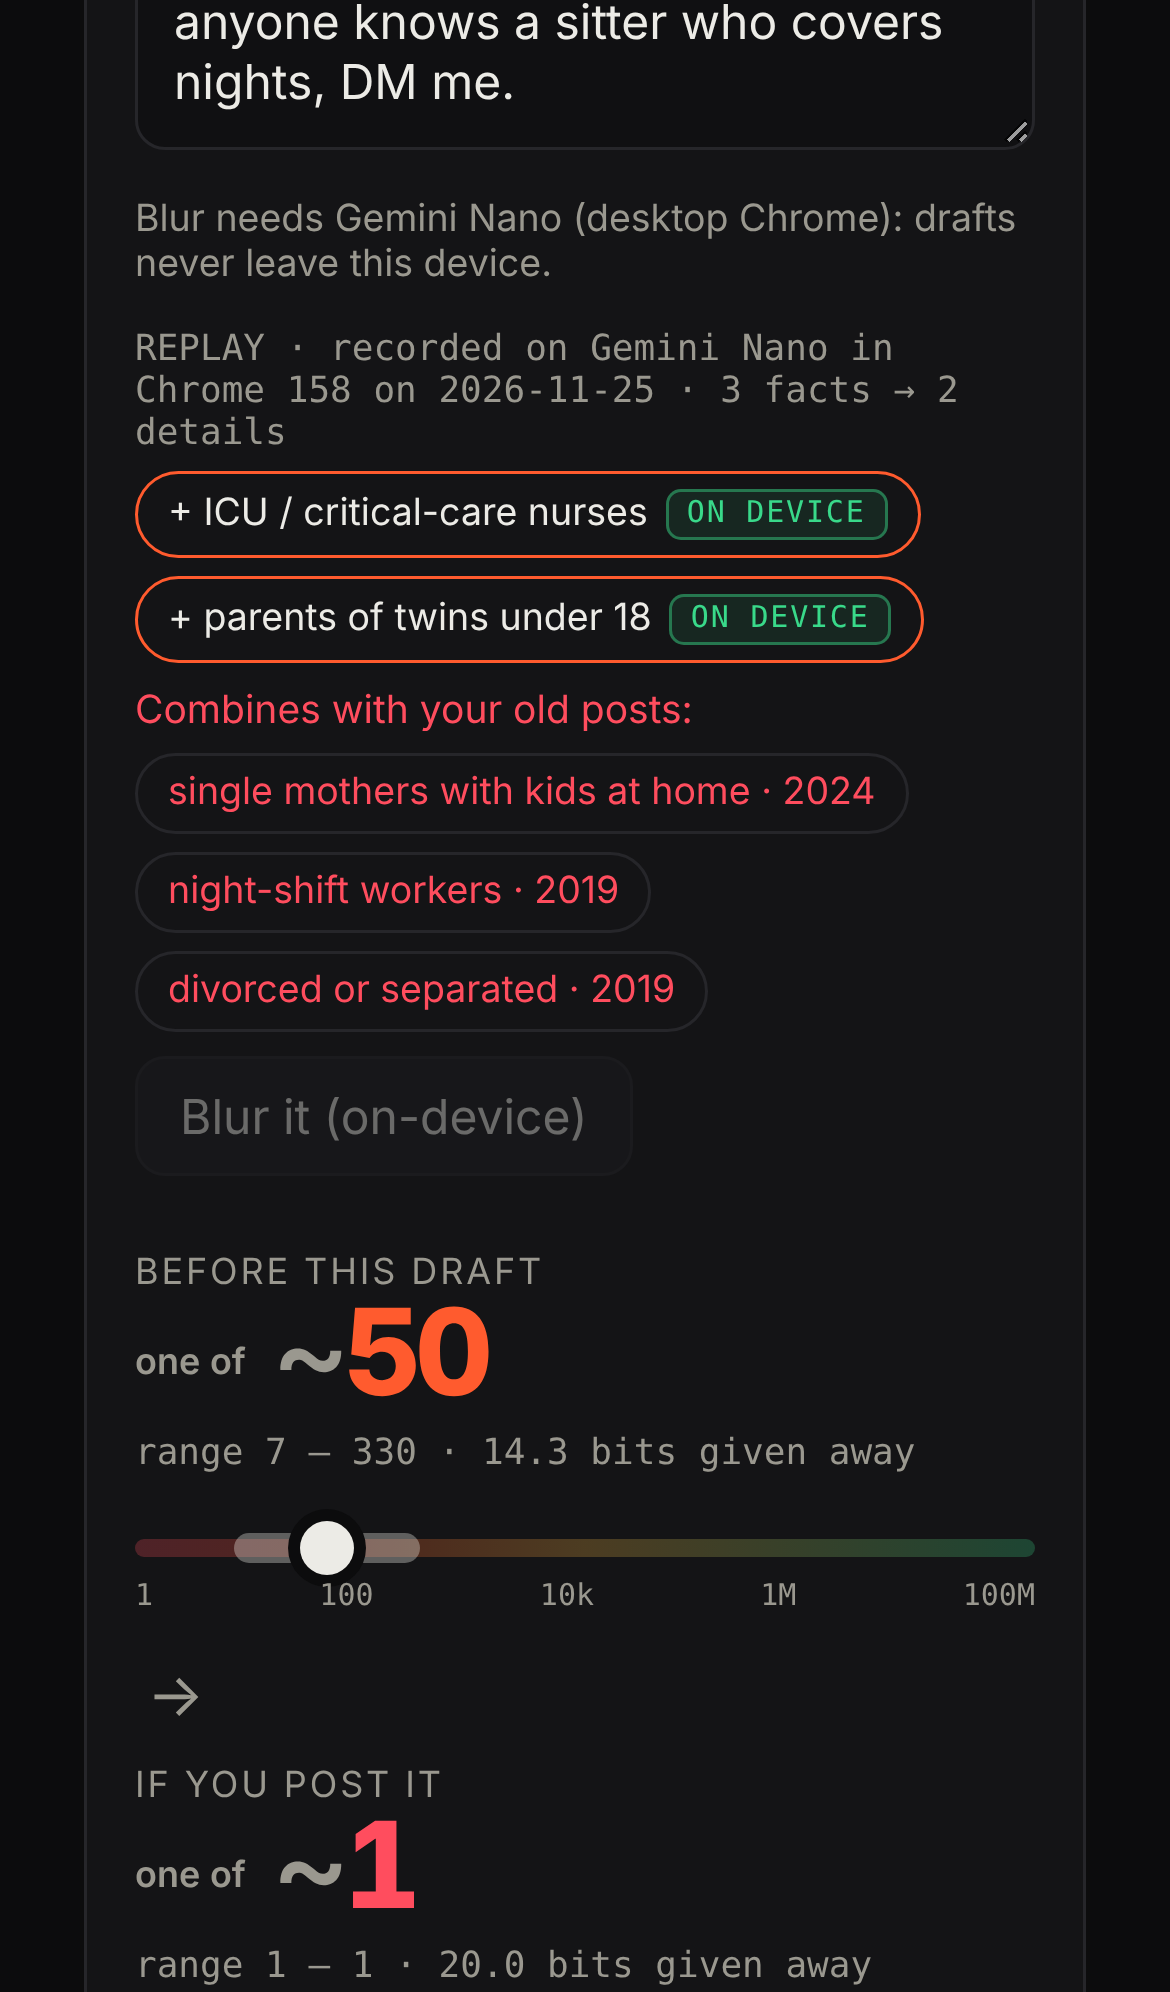 anyone knows a sitter who covers
nights, DM me.
Blur needs Gemini Nano (desktop Chrome): drafts
never leave this device.
REPLAY · recorded on Gemini Nano in
Chrome 158 on 2026-11-25 · 3 facts → 2
details
+ ICU / critical-care nurses ON DEVICE
+ parents of twins under 18 ON DEVICE
Combines with your old posts:
single mothers with kids at home · 2024
night-shift workers · 2019
divorced or separated · 2019
Blur it (on-device)
BEFORE THIS DRAFT
one of ~50
range 7 – 330 · 14.3 bits given away
1 100 10k 1M 100M
→
IF YOU POST IT
one of ~1
range 1 – 1 · 20.0 bits given away